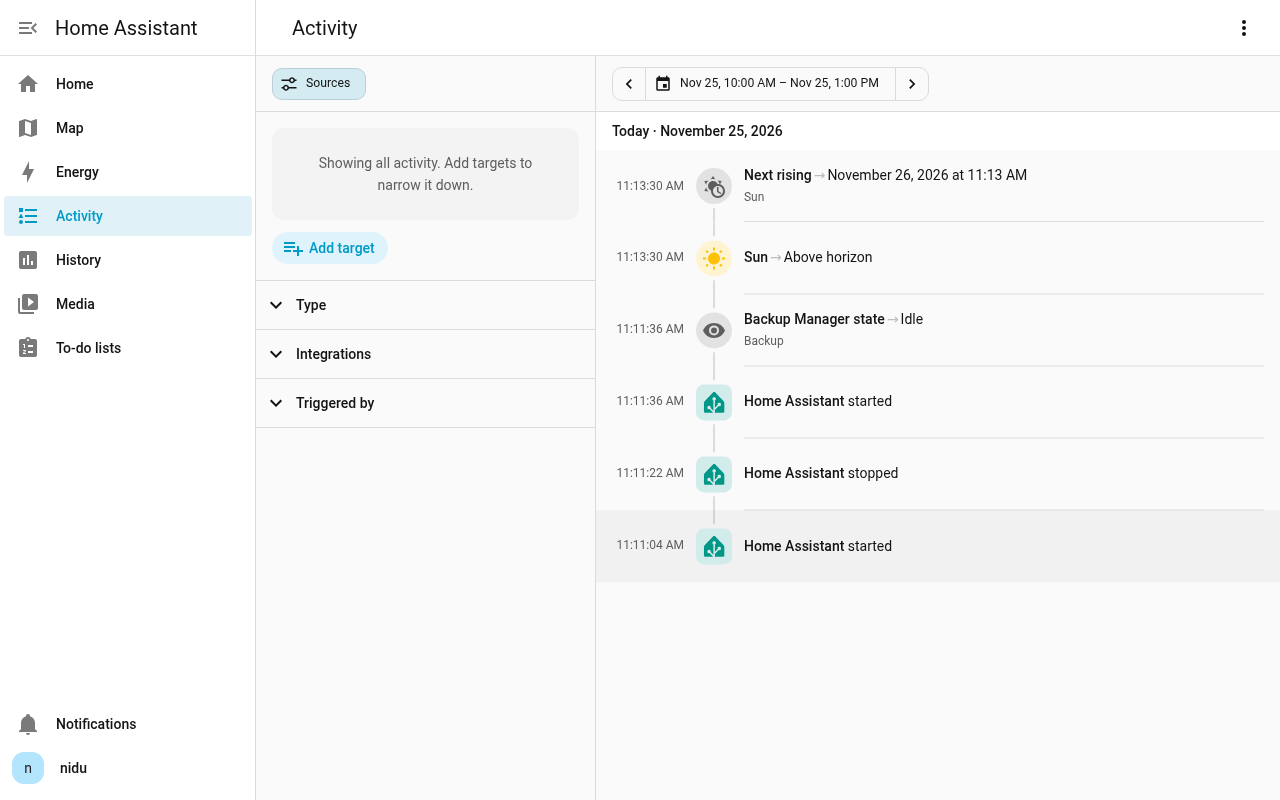 Home Assistant
Activity
Home
Map
Energy
Activity
History
Media
To-do lists
Notifications
n nidu
Sources
Showing all activity. Add targets to
narrow it down.
Add target
Type
Integrations
Triggered by
Nov 25, 10:00 AM – Nov 25, 1:00 PM
Today · November 25, 2026
11:13:30 AM Next rising → November 26, 2026 at 11:13 AM
Sun
11:13:30 AM Sun → Above horizon
11:11:36 AM Backup Manager state → Idle
Backup
11:11:36 AM Home Assistant started
11:11:22 AM Home Assistant stopped
11:11:04 AM Home Assistant started